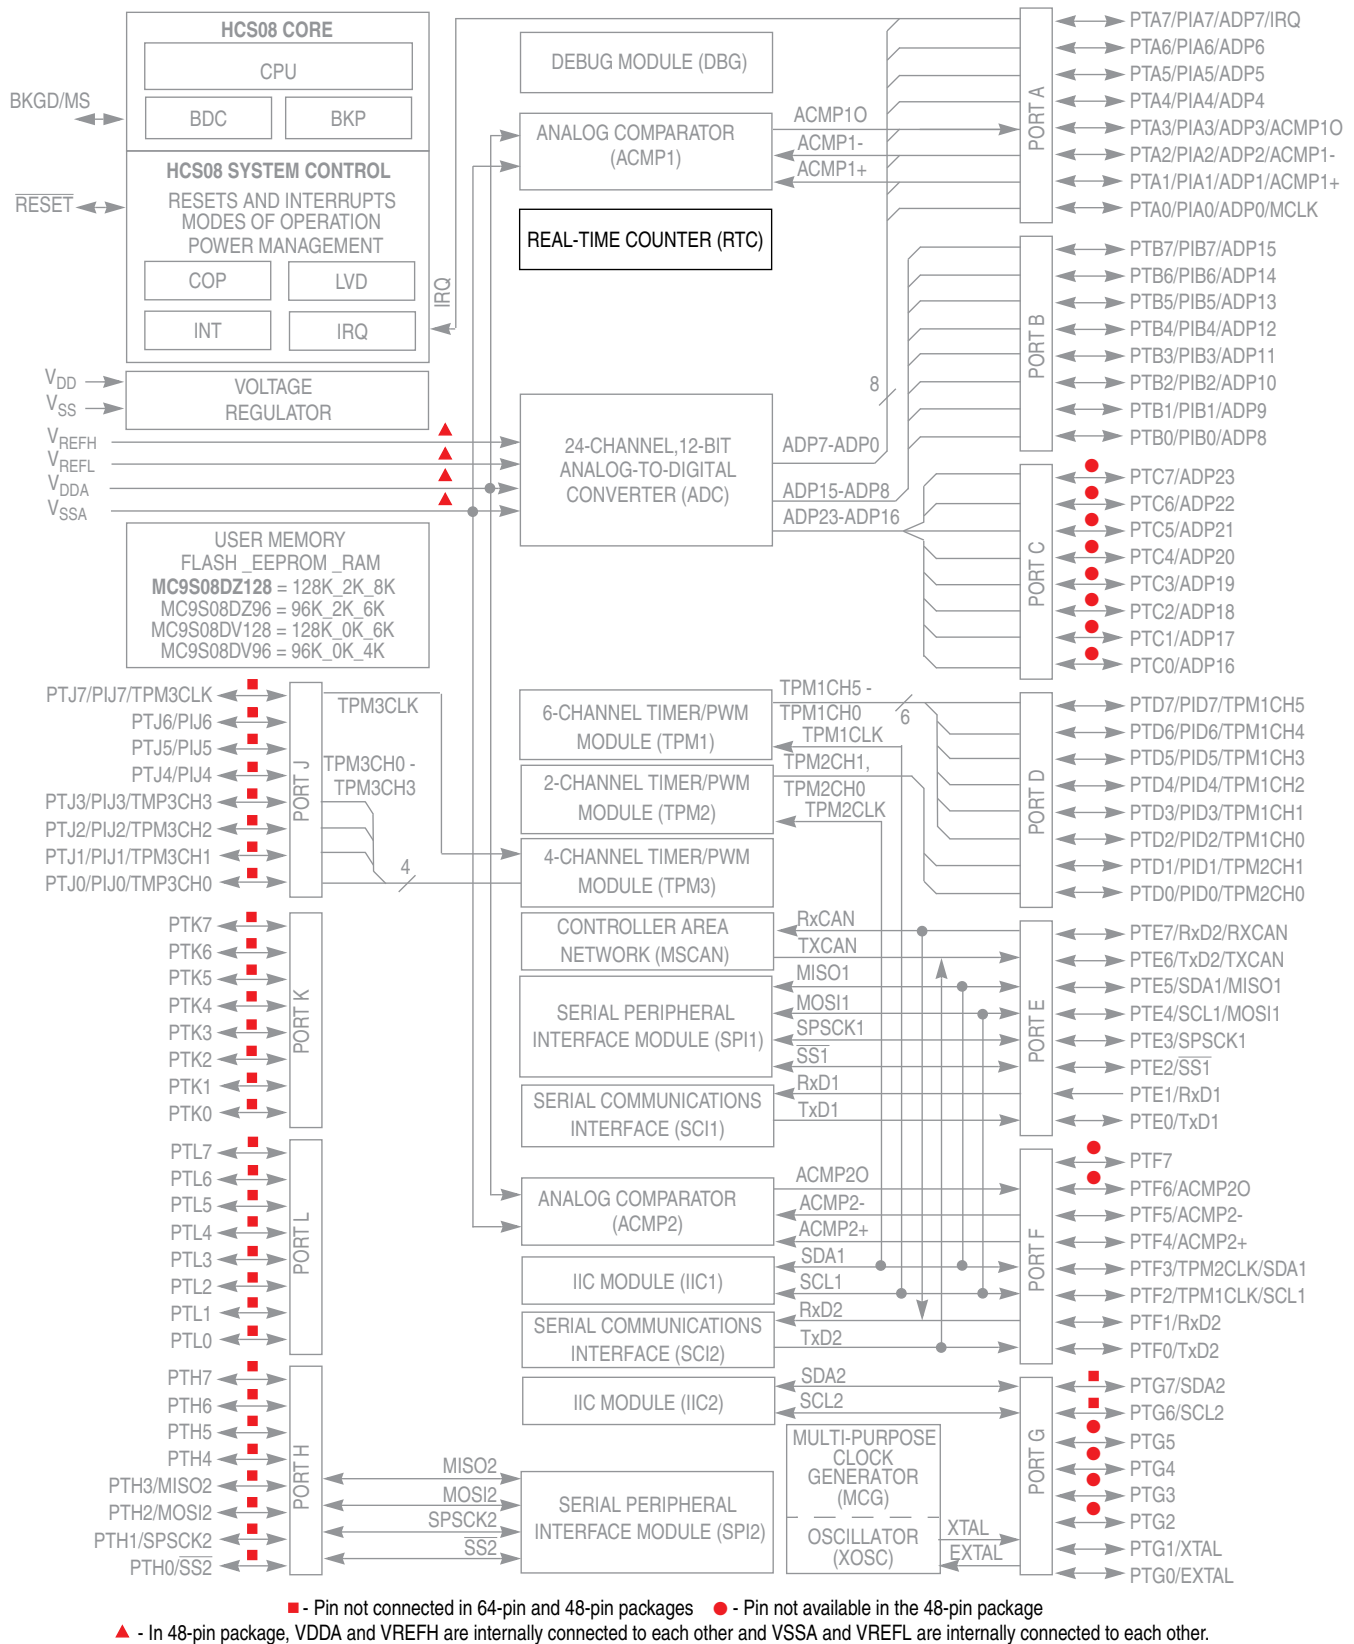 HCS08 CORE
CPU
BDC
BKP
BKGD/MS
HCS08 SYSTEM CONTROL
RESETS AND INTERRUPTS
MODES OF OPERATION
POWER MANAGEMENT
COP
LVD
INT
IRQ
RESET
IRQ
VOLTAGE
REGULATOR
VDD
VSS
VREFH
VREFL
VDDA
VSSA
USER MEMORY
FLASH _EEPROM _RAM
MC9S08DZ128 = 128K_2K_8K
MC9S08DZ96 = 96K_2K_6K
MC9S08DV128 = 128K_0K_6K
MC9S08DV96 = 96K_0K_4K
DEBUG MODULE (DBG)
ANALOG COMPARATOR
(ACMP1)
ACMP1O
ACMP1-
ACMP1+
REAL-TIME COUNTER (RTC)
24-CHANNEL,12-BIT
ANALOG-TO-DIGITAL
CONVERTER (ADC)
8
ADP7-ADP0
ADP15-ADP8
ADP23-ADP16
PORT A
PTA7/PIA7/ADP7/IRQ
PTA6/PIA6/ADP6
PTA5/PIA5/ADP5
PTA4/PIA4/ADP4
PTA3/PIA3/ADP3/ACMP1O
PTA2/PIA2/ADP2/ACMP1-
PTA1/PIA1/ADP1/ACMP1+
PTA0/PIA0/ADP0/MCLK
PORT B
PTB7/PIB7/ADP15
PTB6/PIB6/ADP14
PTB5/PIB5/ADP13
PTB4/PIB4/ADP12
PTB3/PIB3/ADP11
PTB2/PIB2/ADP10
PTB1/PIB1/ADP9
PTB0/PIB0/ADP8
PORT C
PTC7/ADP23
PTC6/ADP22
PTC5/ADP21
PTC4/ADP20
PTC3/ADP19
PTC2/ADP18
PTC1/ADP17
PTC0/ADP16
PTJ7/PIJ7/TPM3CLK
PTJ6/PIJ6
PTJ5/PIJ5
PTJ4/PIJ4
PTJ3/PIJ3/TMP3CH3
PTJ2/PIJ2/TPM3CH2
PTJ1/PIJ1/TPM3CH1
PTJ0/PIJ0/TMP3CH0
PORT J
TPM3CLK
TPM3CH0 -
TPM3CH3
4
6-CHANNEL TIMER/PWM
MODULE (TPM1)
TPM1CH5 -
TPM1CH0
6
TPM1CLK
2-CHANNEL TIMER/PWM
MODULE (TPM2)
TPM2CH1,
TPM2CH0
TPM2CLK
4-CHANNEL TIMER/PWM
MODULE (TPM3)
PORT D
PTD7/PID7/TPM1CH5
PTD6/PID6/TPM1CH4
PTD5/PID5/TPM1CH3
PTD4/PID4/TPM1CH2
PTD3/PID3/TPM1CH1
PTD2/PID2/TPM1CH0
PTD1/PID1/TPM2CH1
PTD0/PID0/TPM2CH0
PTK7
PTK6
PTK5
PTK4
PTK3
PTK2
PTK1
PTK0
PORT K
CONTROLLER AREA
NETWORK (MSCAN)
RxCAN
TXCAN
SERIAL PERIPHERAL
INTERFACE MODULE (SPI1)
MISO1
MOSI1
SPSCK1
SS1
SERIAL COMMUNICATIONS
INTERFACE (SCI1)
RxD1
TxD1
PORT E
PTE7/RxD2/RXCAN
PTE6/TxD2/TXCAN
PTE5/SDA1/MISO1
PTE4/SCL1/MOSI1
PTE3/SPSCK1
PTE2/SS1
PTE1/RxD1
PTE0/TxD1
PTL7
PTL6
PTL5
PTL4
PTL3
PTL2
PTL1
PTL0
PORT L
ANALOG COMPARATOR
(ACMP2)
ACMP2O
ACMP2-
ACMP2+
IIC MODULE (IIC1)
SDA1
SCL1
SERIAL COMMUNICATIONS
INTERFACE (SCI2)
RxD2
TxD2
PORT F
PTF7
PTF6/ACMP2O
PTF5/ACMP2-
PTF4/ACMP2+
PTF3/TPM2CLK/SDA1
PTF2/TPM1CLK/SCL1
PTF1/RxD2
PTF0/TxD2
PTH7
PTH6
PTH5
PTH4
PTH3/MISO2
PTH2/MOSI2
PTH1/SPSCK2
PTH0/SS2
PORT H
MISO2
MOSI2
SPSCK2
SS2
IIC MODULE (IIC2)
SDA2
SCL2
SERIAL PERIPHERAL
INTERFACE MODULE (SPI2)
MULTI-PURPOSE
CLOCK
GENERATOR
(MCG)
OSCILLATOR
(XOSC)
XTAL
EXTAL
PORT G
PTG7/SDA2
PTG6/SCL2
PTG5
PTG4
PTG3
PTG2
PTG1/XTAL
PTG0/EXTAL
- Pin not connected in 64-pin and 48-pin packages
- Pin not available in the 48-pin package
- In 48-pin package, VDDA and VREFH are internally connected to each other and VSSA and VREFL are internally connected to each other.